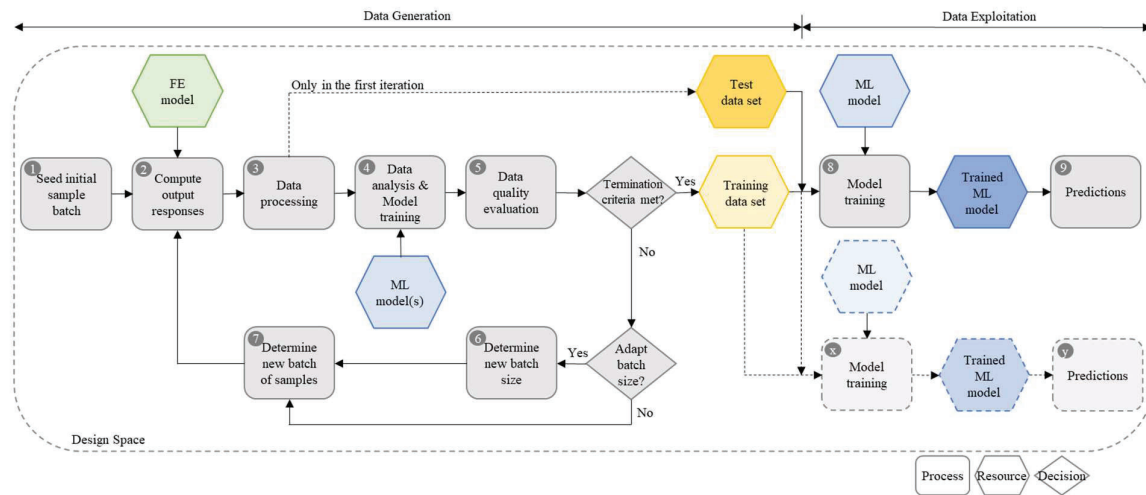 Data Generation
Data Exploitation
FE
model
Only in the first iteration
Test
data set
ML
model
1
Seed initial
sample
batch
2
Compute
output
responses
3
Data
processing
4
Data
analysis &
Model
training
5
Data
quality
evaluation
Termination
criteria met?
Yes
Training
data set
8
Model
training
Trained
ML
model
9
Predictions
No
ML
model(s)
ML
model
7
Determine
new batch
of samples
6
Determine
new batch
size
Yes
Adapt
batch
size?
No
x
Model
training
Trained
ML
model
y
Predictions
Design Space
Process
Resource
Decision